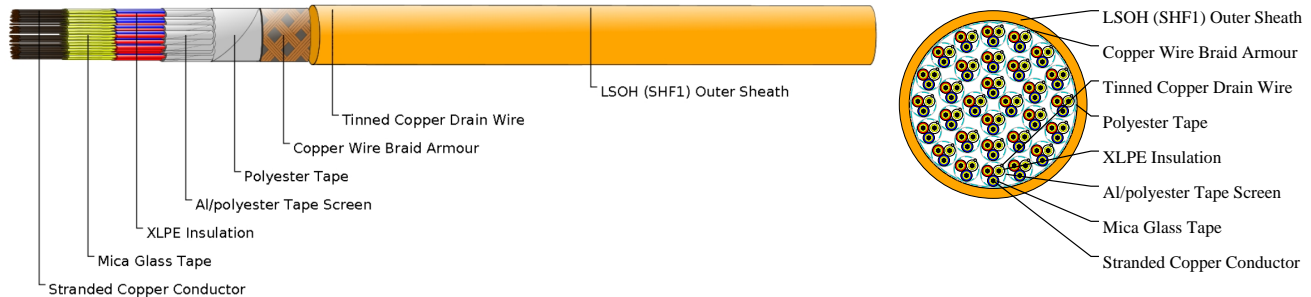 LSOH (SHF1) Outer Sheath
Tinned Copper Drain Wire
Copper Wire Braid Armour
Polyester Tape
Al/polyester Tape Screen
XLPE Insulation
Mica Glass Tape
Stranded Copper Conductor
LSOH (SHF1) Outer Sheath
Copper Wire Braid Armour
Tinned Copper Drain Wire
Polyester Tape
XLPE Insulation
Al/polyester Tape Screen
Mica Glass Tape
Stranded Copper Conductor